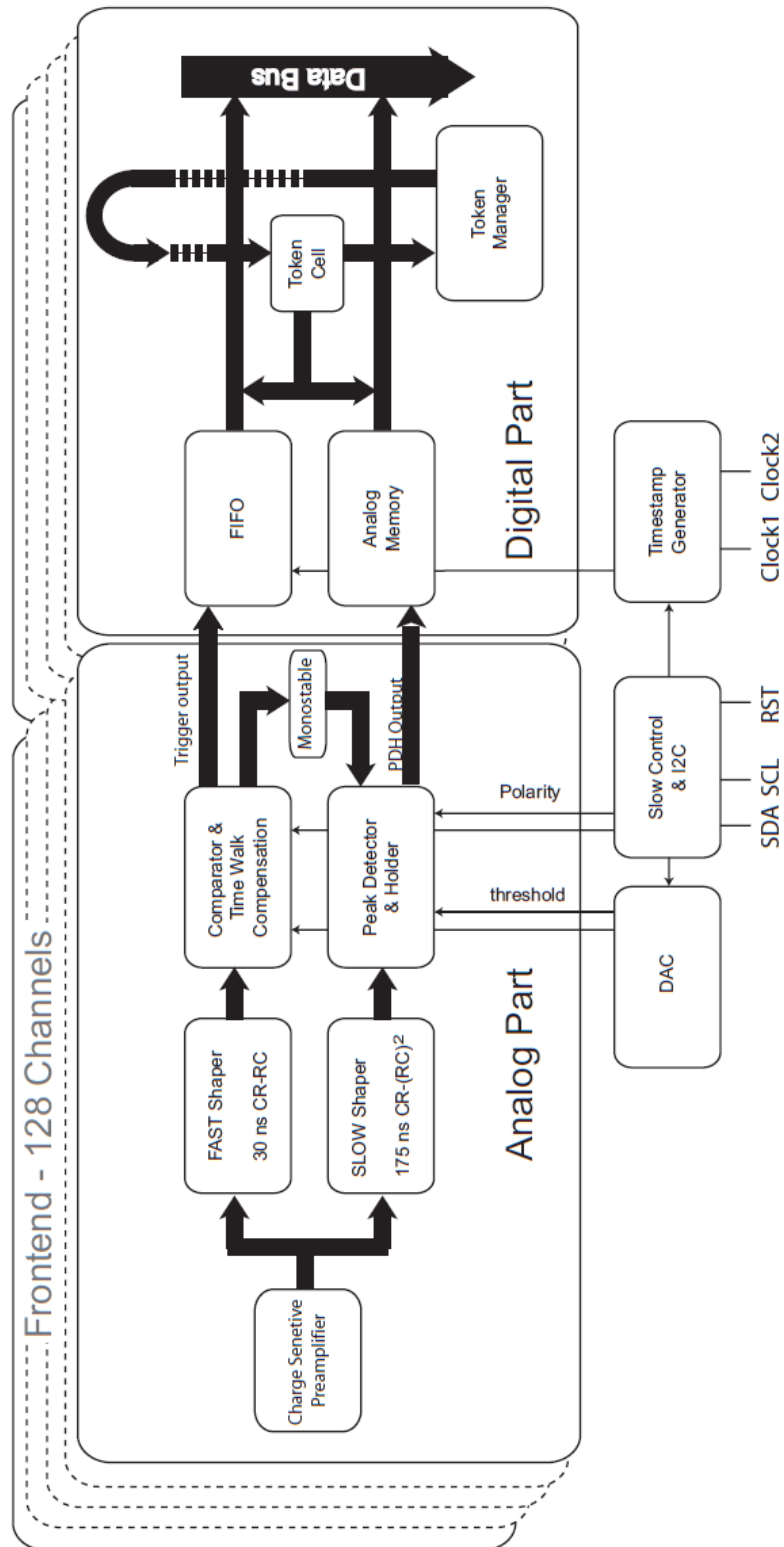 Frontend - 128 Channels
Charge Senetive
Preamplifier
FAST Shaper
30 ns CR-RC
SLOW Shaper
175 ns CR-(RC)²
Comparator &
Time Walk
Compensation
Peak Detector
& Holder
Trigger output
Monostable
PDH Output
Analog Part
FIFO
Analog
Memory
Token
Cell
Token
Manager
Data Bus
Digital Part
threshold
Polarity
DAC
Slow Control
& I2C
Timestamp
Generator
SDA SCL RST Clock1 Clock2